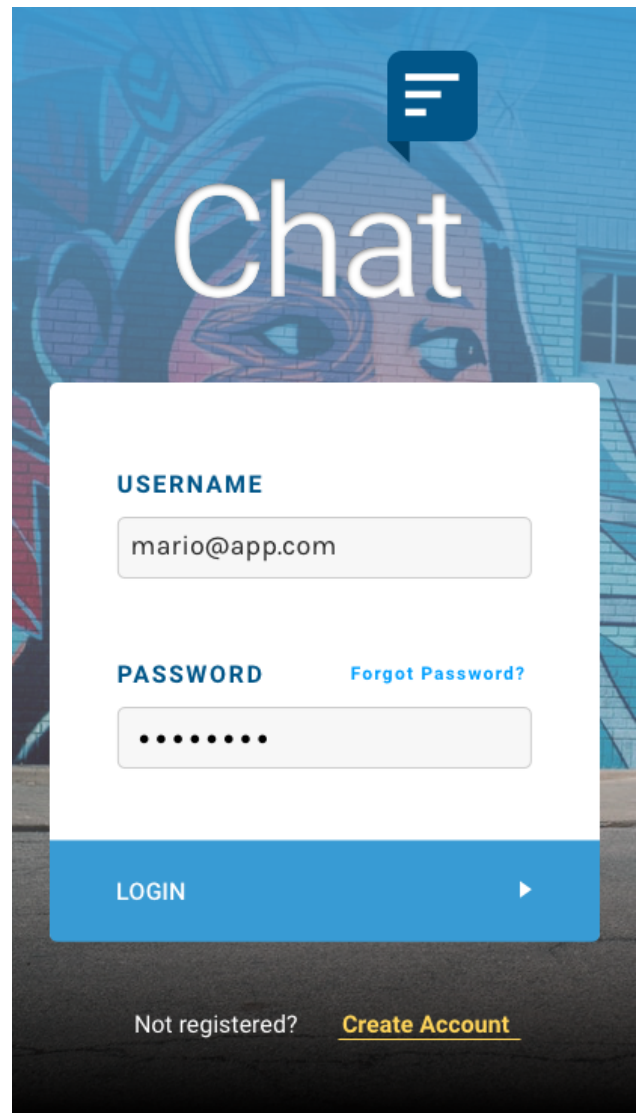 Chat
USERNAME
mario@app.com
PASSWORD Forgot Password?
••••••••
LOGIN
Not registered? Create Account